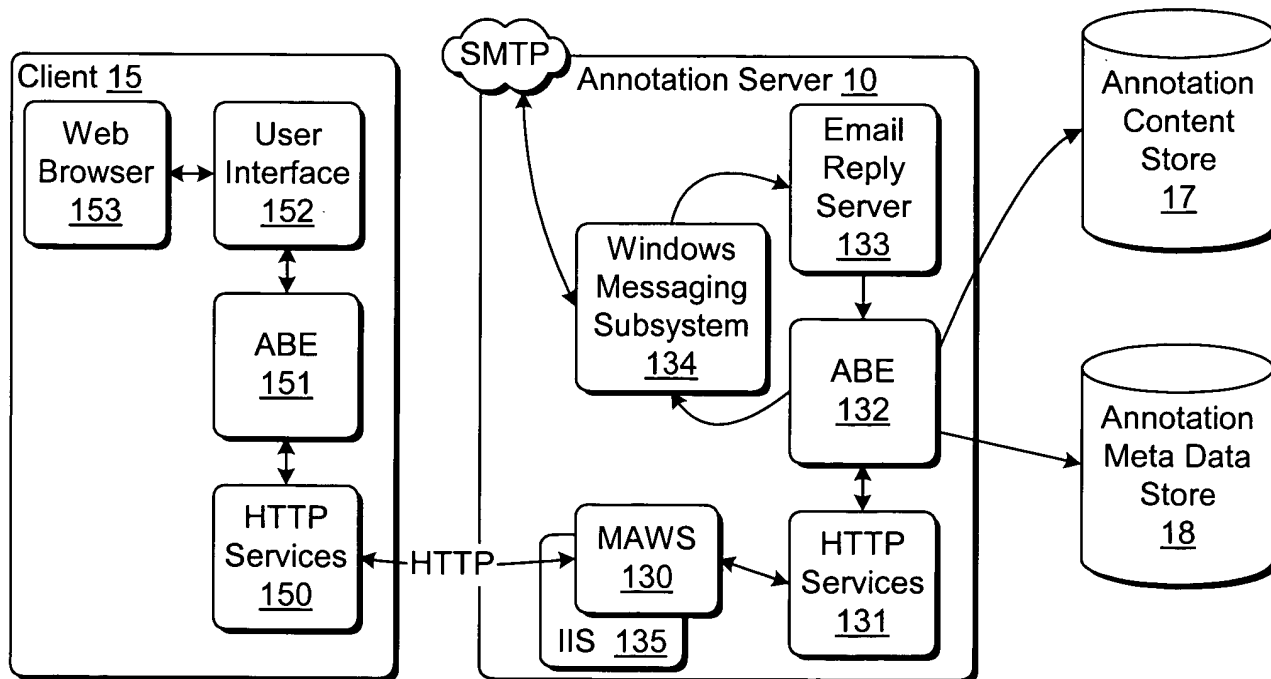 Client 15
Web
Browser
153
User
Interface
152
ABE
151
HTTP
Services
150
HTTP
SMTP
Annotation Server 10
Email
Reply
Server
133
Windows
Messaging
Subsystem
134
ABE
132
MAWS
130
IIS 135
HTTP
Services
131
Annotation
Content
Store
17
Annotation
Meta Data
Store
18